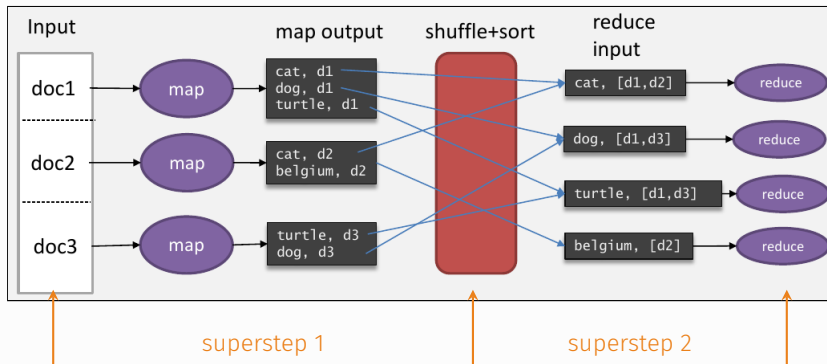 Input
map output
shuffle+sort
reduce
input
doc1
map
cat, d1
dog, d1
turtle, d1
cat, [d1,d2]
reduce
dog, [d1,d3]
reduce
doc2
map
cat, d2
belgium, d2
turtle, [d1,d3]
reduce
doc3
map
turtle, d3
dog, d3
belgium, [d2]
reduce
superstep 1
superstep 2